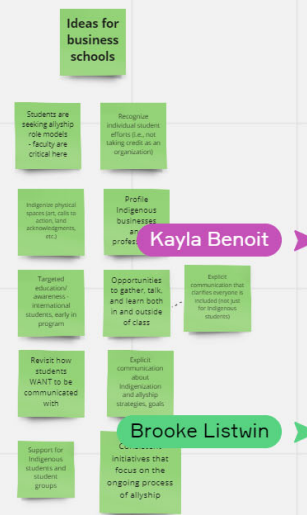 Ideas for
business
schools
Students are
seeking allyship
role models
- faculty are
critical here
Recognize
individual student
efforts (i.e., not
taking credit as an
organization)
Indigenize physical
spaces (art, calls to
action, land
acknowledgments,
etc.)
Profile
Indigenous
businesses
Kayla Benoit
Targeted
education/
awareness -
international
students, early in
program
Opportunities
to gather, talk,
and learn both
in and outside
of class
Explicit
communication that
clarifies everyone is
included (not just
for Indigenous
students)
Revisit how
students
WANT to be
communicated
with
Explicit
communication
about
Indigenization
and allyship
strategies, goals
Brooke Listwin
Support for
Indigenous
students and
student
groups
initiatives that
focus on the
ongoing process
of allyship